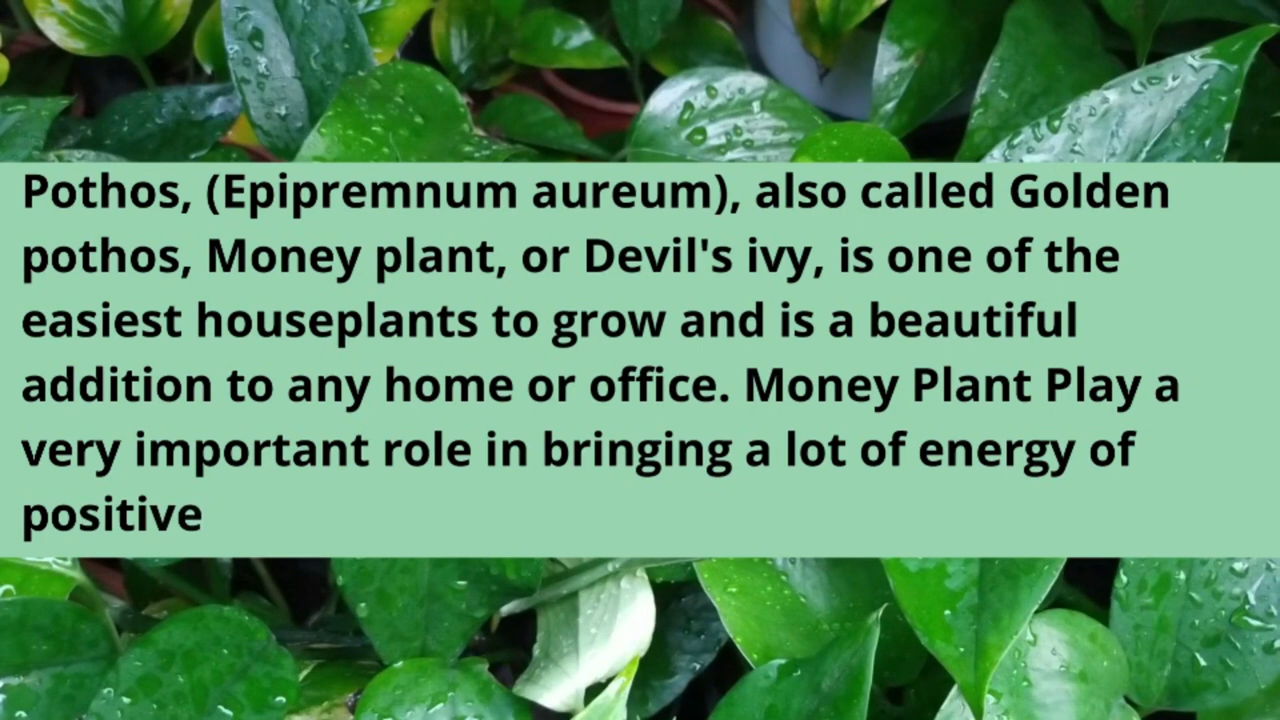 Pothos, (Epipremnum aureum), also called Golden
pothos, Money plant, or Devil's ivy, is one of the
easiest houseplants to grow and is a beautiful
addition to any home or office. Money Plant Play a
very important role in bringing a lot of energy of
positive